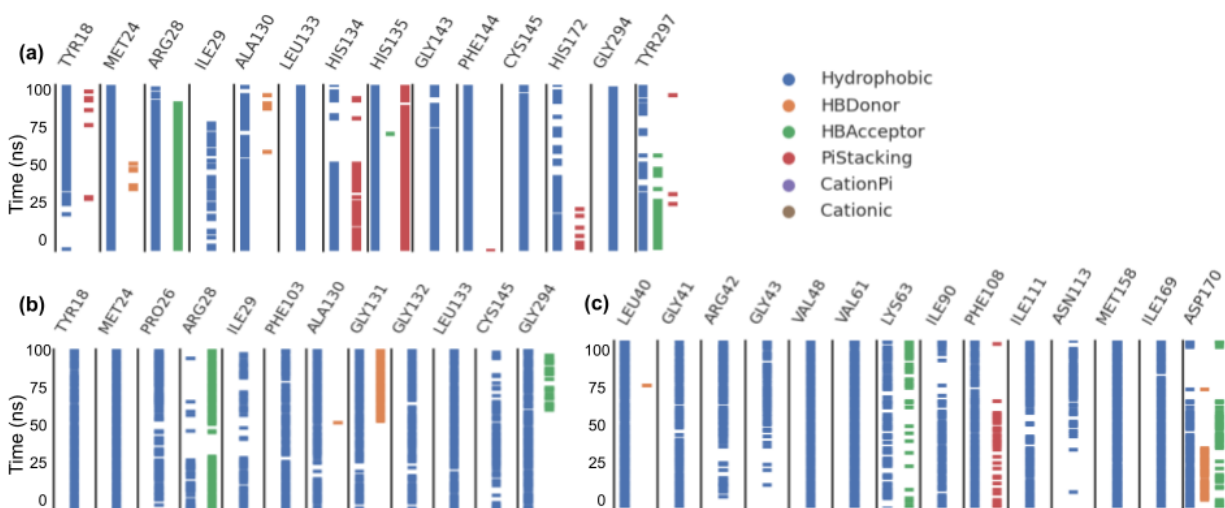 (a)
TYR18 MET24 ARG28 ILE29 ALA130 LEU133 HIS134 HIS135 GLY143 PHE144 CYS145 HIS172 GLY294 TYR297
Time (ns)
100
75
50
25
0
Hydrophobic
HBDonor
HBAcceptor
PiStacking
CationPi
Cationic
(b)
TYR18 MET24 PRO26 ARG28 ILE29 PHE103 ALA130 GLY131 GLY132 LEU133 CYS145 GLY294
Time (ns)
100
75
50
25
0
(c)
LEU40 GLY41 ARG42 GLY43 VAL48 VAL61 LYS63 ILE90 PHE108 ILE111 ASN113 MET158 ILE169 ASP170
100
75
50
25
0